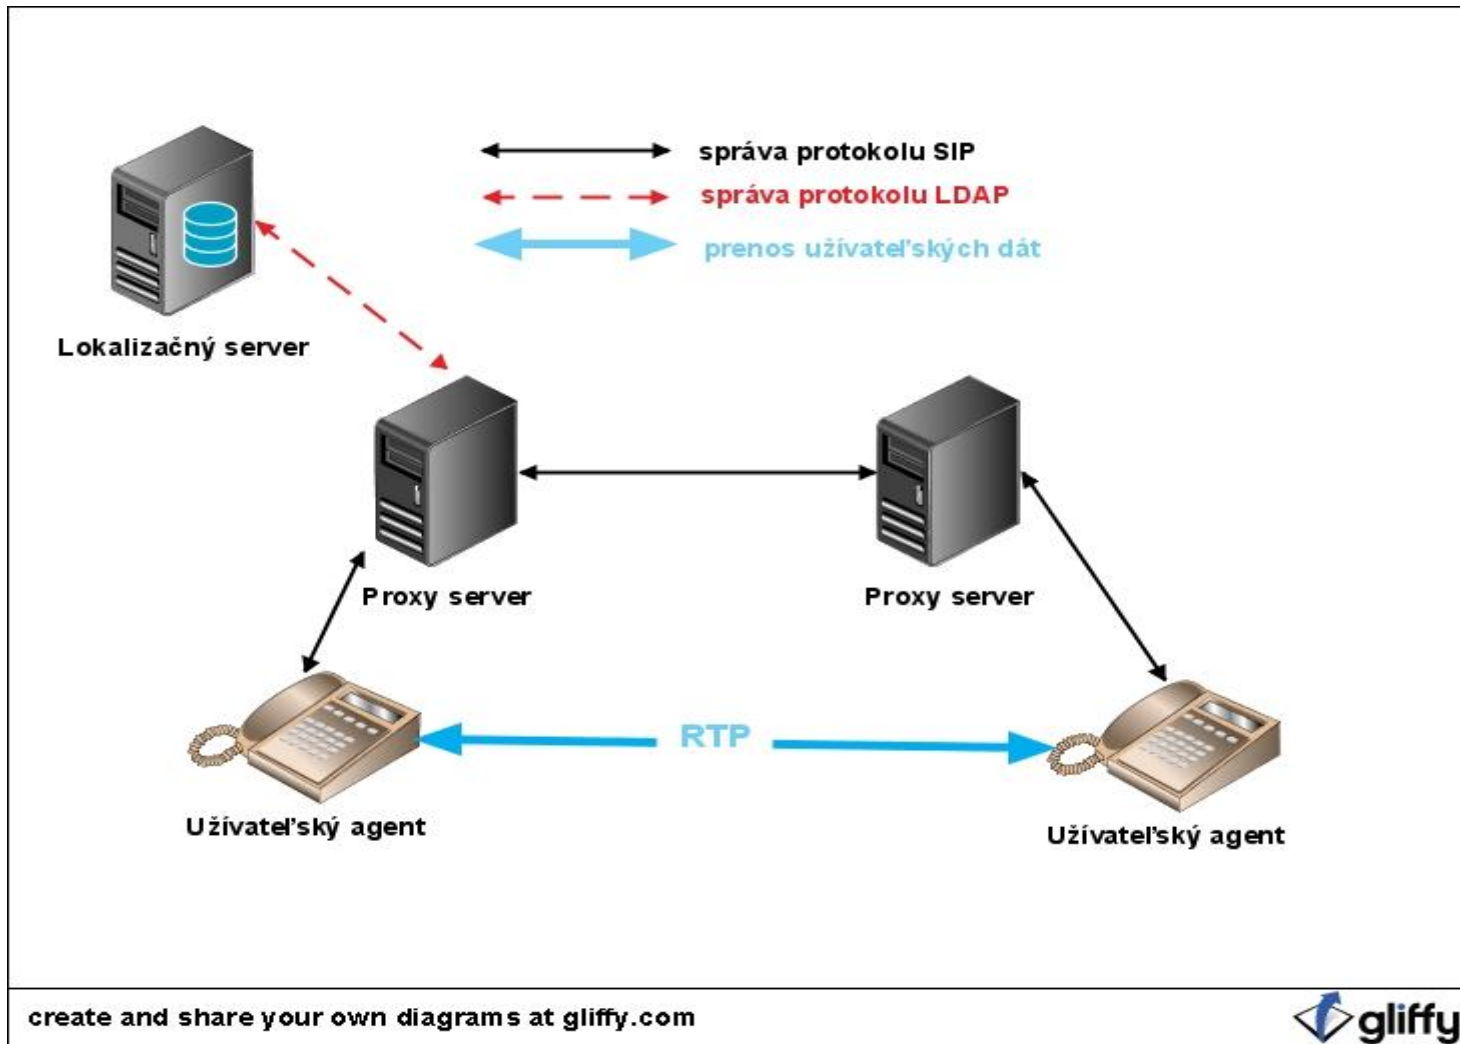 správa protokolu SIP
správa protokolu LDAP
prenos užívateľských dát
Lokalizačný server
Proxy server
Proxy server
RTP
Užívateľský agent
Užívateľský agent
create and share your own diagrams at gliffy.com
gliffy